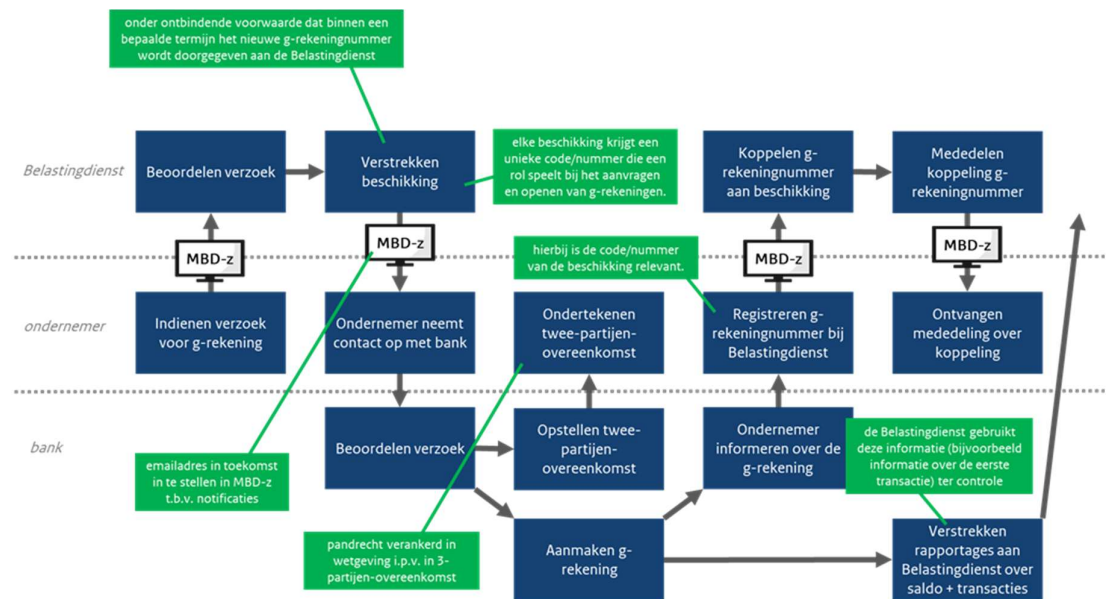 onder ontbindende voorwaarde dat binnen een
bepaalde termijn het nieuwe g-rekeningnummer
wordt doorgegeven aan de Belastingdienst
Belastingdienst
Beoordelen verzoek
Verstrekken
beschikking
elke beschikking krijgt een
unieke code/nummer die een
rol speelt bij het aanvragen
en openen van g-rekeningen.
Koppelen g-
rekeningnummer
aan beschikking
Mededelen
koppeling g-
rekeningnummer
MBD-z
MBD-z
hierbij is de code/nummer
van de beschikking relevant.
MBD-z
MBD-z
ondernemer
Indienen verzoek
voor g-rekening
Ondernemer neemt
contact op met bank
Ondertekenen
twee-partijen-
overeenkomst
Registreren g-
rekeningnummer bij
Belastingdienst
Ontvangen
mededeling over
koppeling
bank
Beoordelen verzoek
Opstellen twee-
partijen-
overeenkomst
Ondernemer
informeren over de
g-rekening
de Belastingdienst gebruikt
deze informatie (bijvoorbeeld
informatie over de eerste
transactie) ter controle
emailadres in toekomst
in te stellen in MBD-z
t.b.v. notificaties
pandrecht verankerd in
wetgeving i.p.v. in 3-
partijen-overeenkomst
Aanmaken g-
rekening
Verstrekken
rapportages aan
Belastingdienst over
saldo + transacties